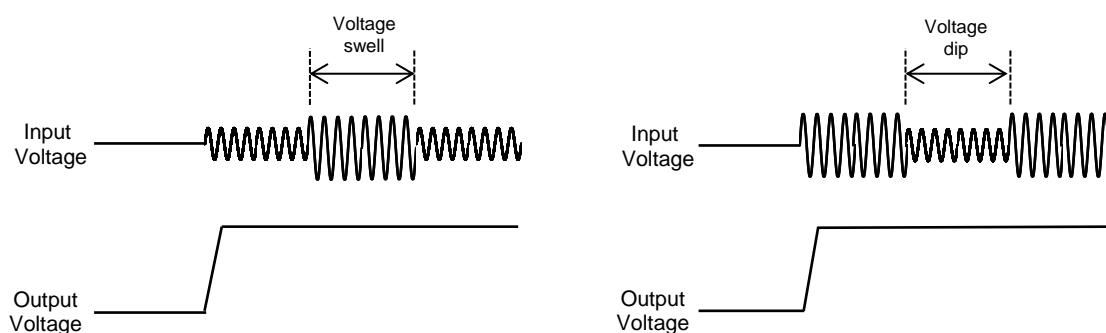 Voltage
swell
Input
Voltage
Output
Voltage
Voltage
dip
Input
Voltage
Output
Voltage